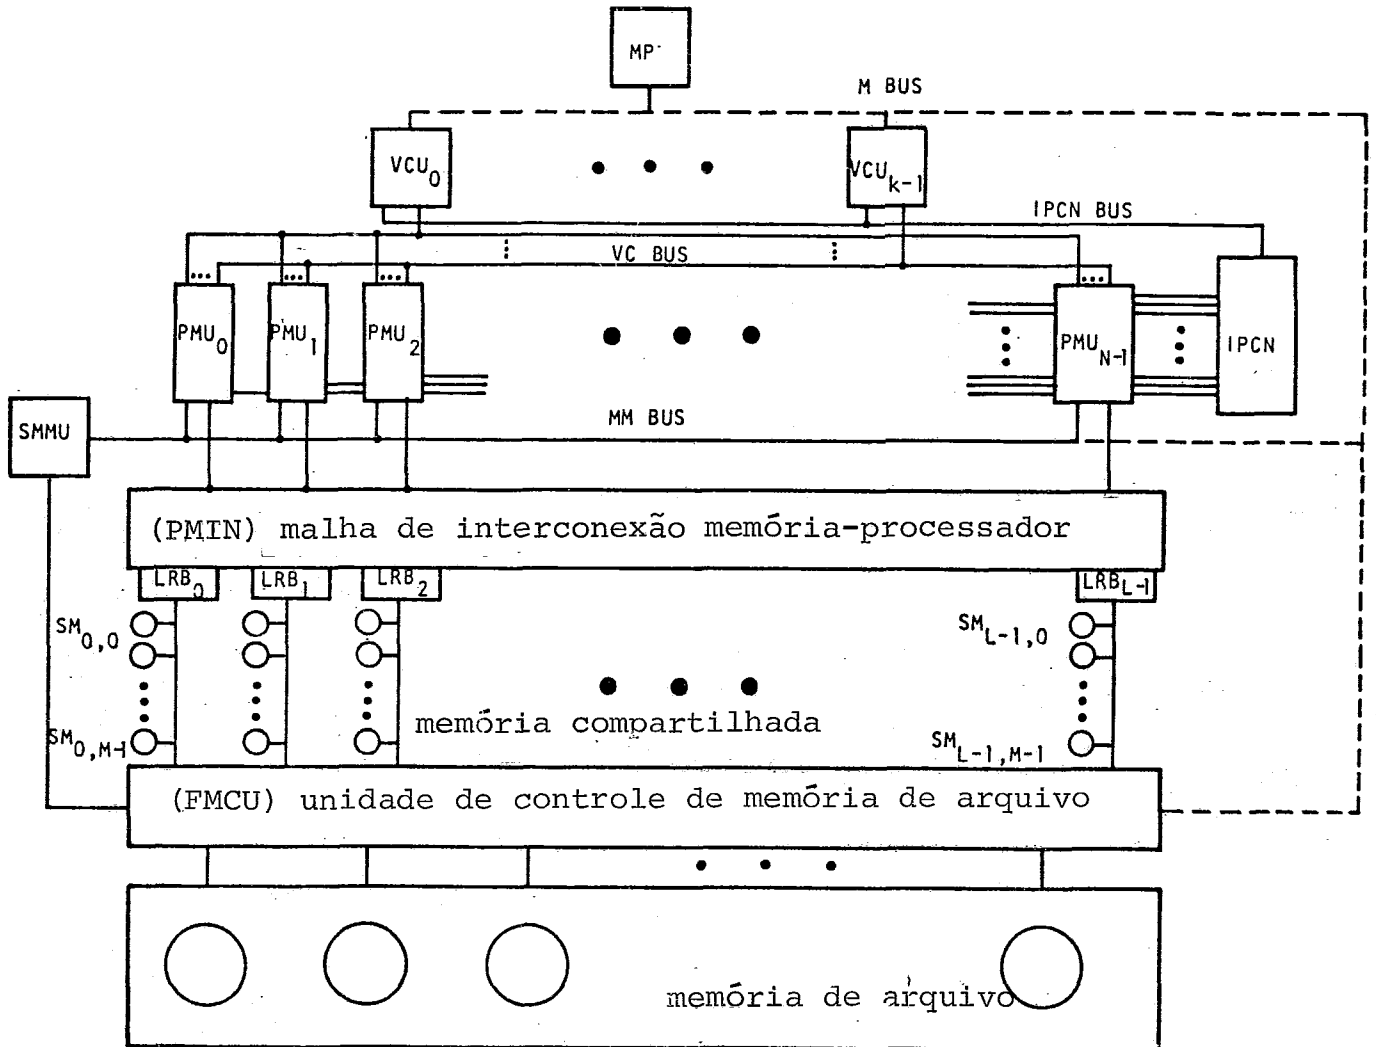 MP
M BUS
VCU0
VCUk-1
IPCN BUS
VC BUS
PMU0
PMU1
PMU2
PMUN-1
IPCN
MM BUS
SMMU
(PMIN) malha de interconexão memória-processador
LRB0
LRB1
LRB2
LRBL-1
SM0,0
SML-1,0
memória compartilhada
SM0,M-1
SML-1,M-1
(FMCU) unidade de controle de memória de arquivo
memória de arquivo